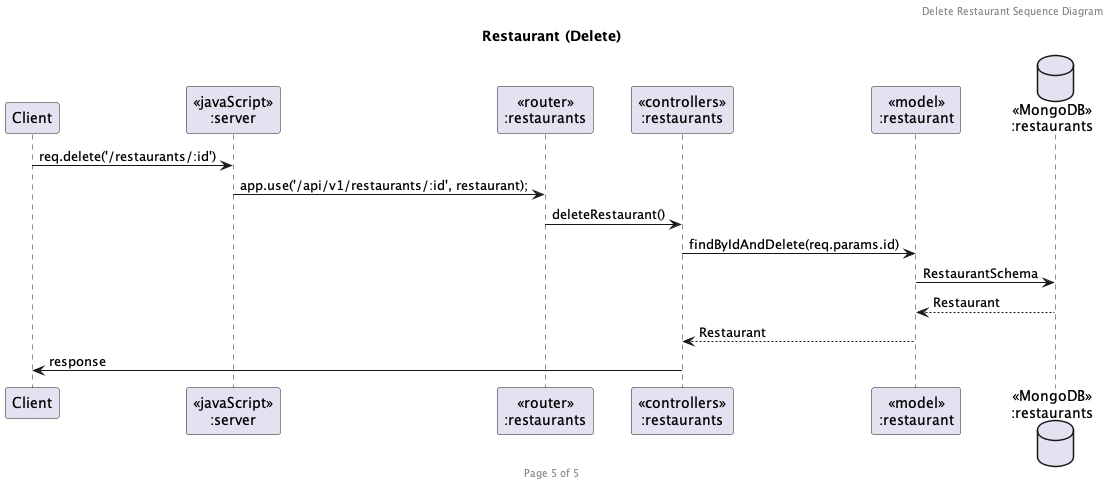 Delete Restaurant Sequence Diagram
Restaurant (Delete)
Client
«javaScript»
:server
«router»
:restaurants
«controllers»
:restaurants
«model»
:restaurant
«MongoDB»
:restaurants
req.delete('/restaurants/:id')
app.use('/api/v1/restaurants/:id', restaurant);
deleteRestaurant()
findByIdAndDelete(req.params.id)
RestaurantSchema
Restaurant
Restaurant
response
Client
«javaScript»
:server
«router»
:restaurants
«controllers»
:restaurants
«model»
:restaurant
«MongoDB»
:restaurants
Page 5 of 5